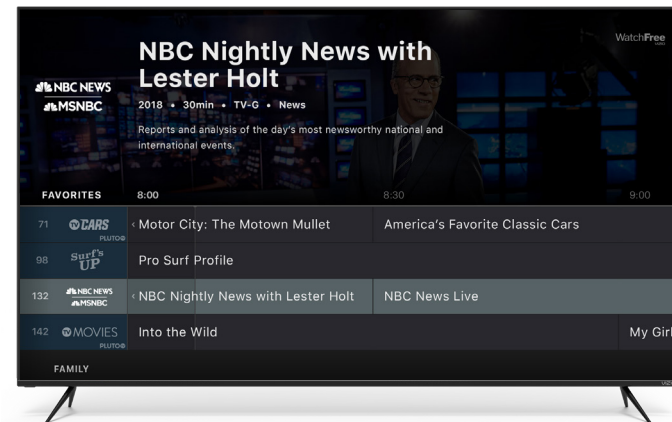 NBC Nightly News with
Lester Holt
WatchFree
NBC NEWS
MSNBC
2018 • 30min • TV-G • News
Reports and analysis of the day's most newsworthy national and
international events.
FAVORITES 8:00 8:30 9:00
71 CARS ‹ Motor City: The Motown Mullet America's Favorite Classic Cars
PLUTO
98 Surf's UP Pro Surf Profile
132 NBC NEWS MSNBC ‹ NBC Nightly News with Lester Holt NBC News Live
142 MOVIES Into the Wild My Girl
PLUTO
FAMILY